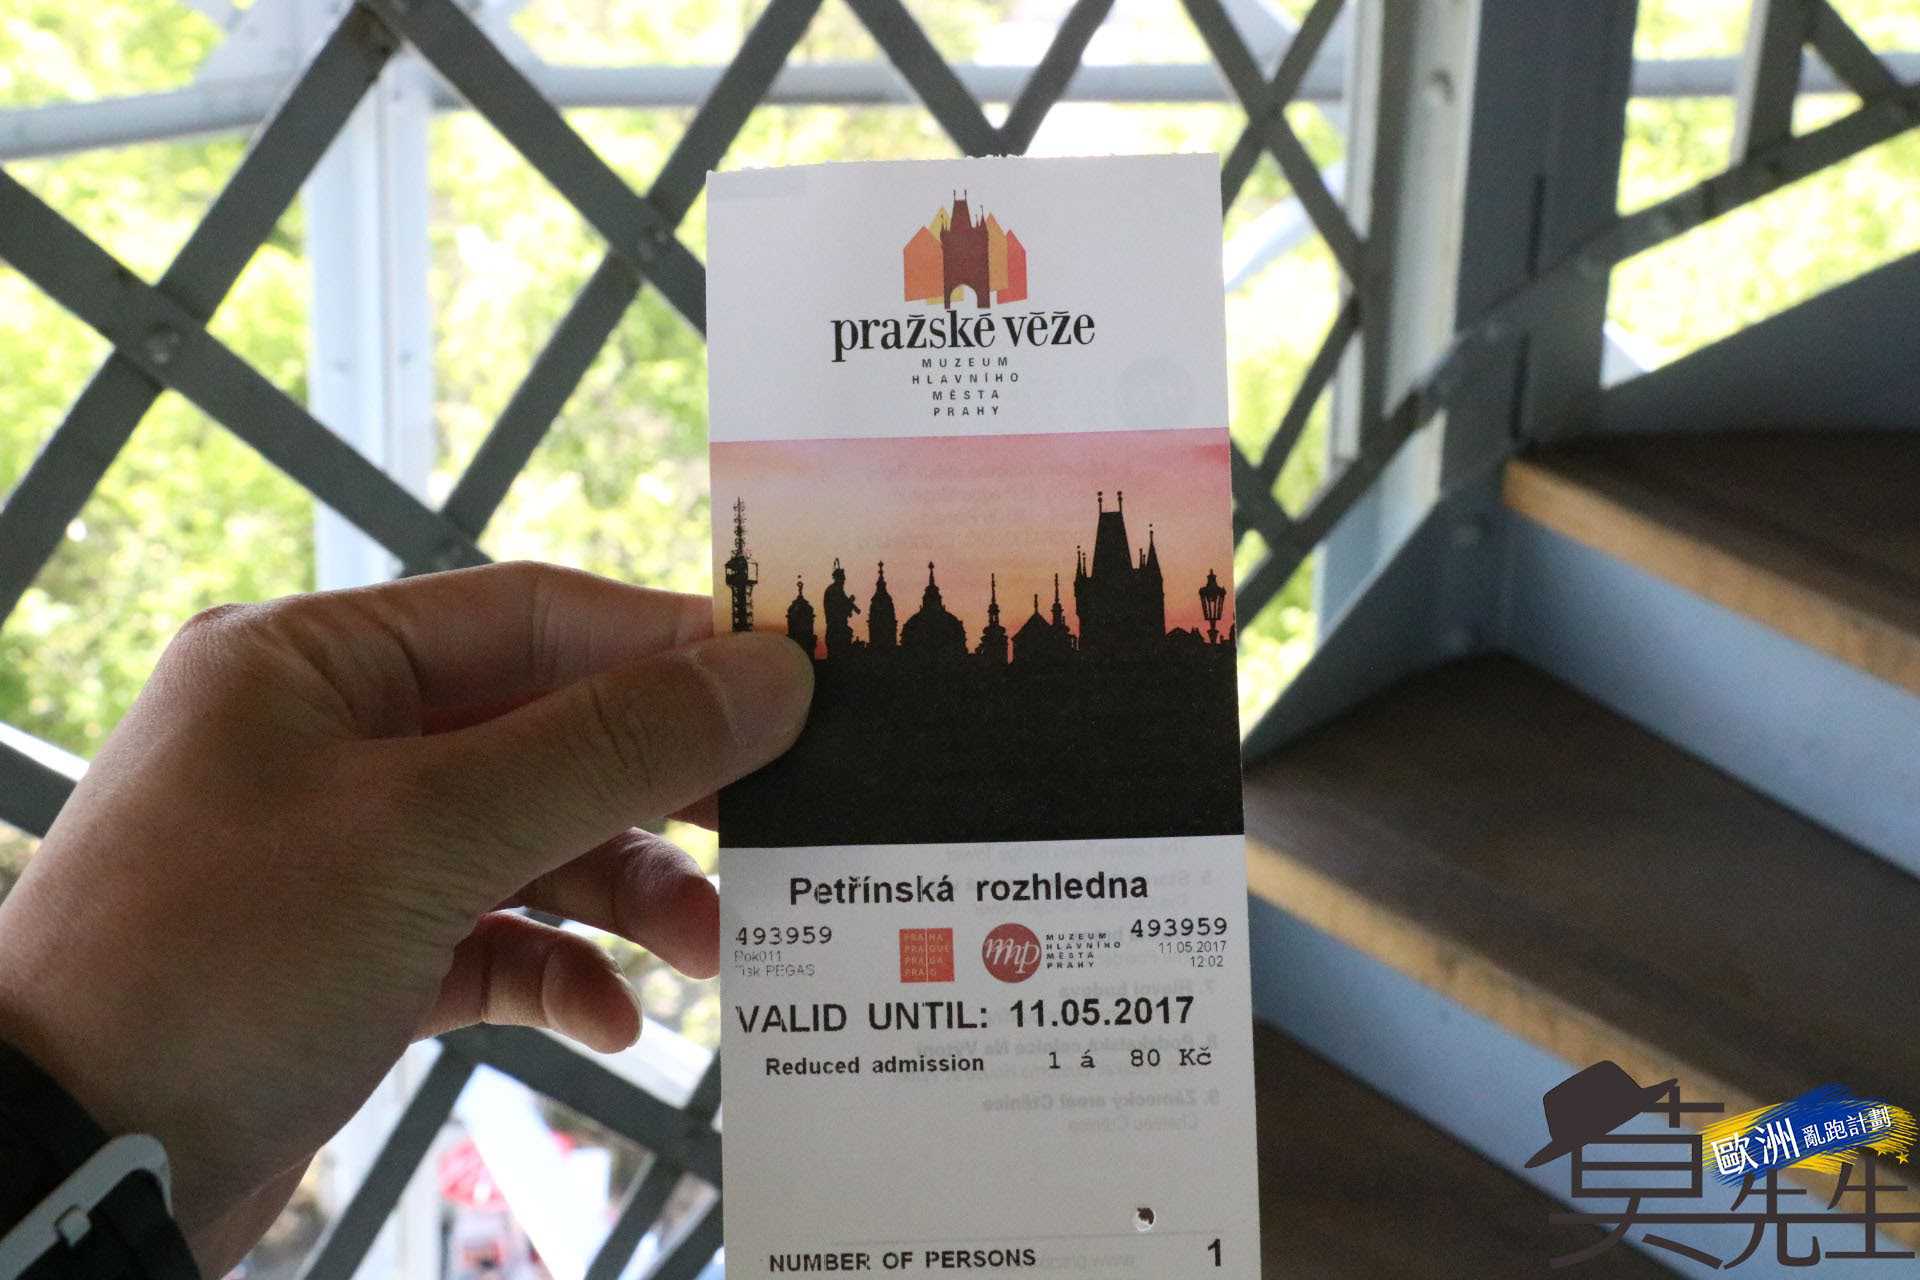 pražské věže
MUZEUM
HLAVNÍHO
MĚSTA
PRAHY
Petřínská rozhledna
493959
Pok011
Tisk PEGAS
PRAHA
PRAGUE
PRAGA
PRAG
mp
MUZEUM
HLAVNÍHO
MĚSTA
PRAHY
493959
11.05.2017
12:02
VALID UNTIL: 11.05.2017
Reduced admission 1 á 80 Kč
NUMBER OF PERSONS 1
莫先生
歐洲亂跑計劃